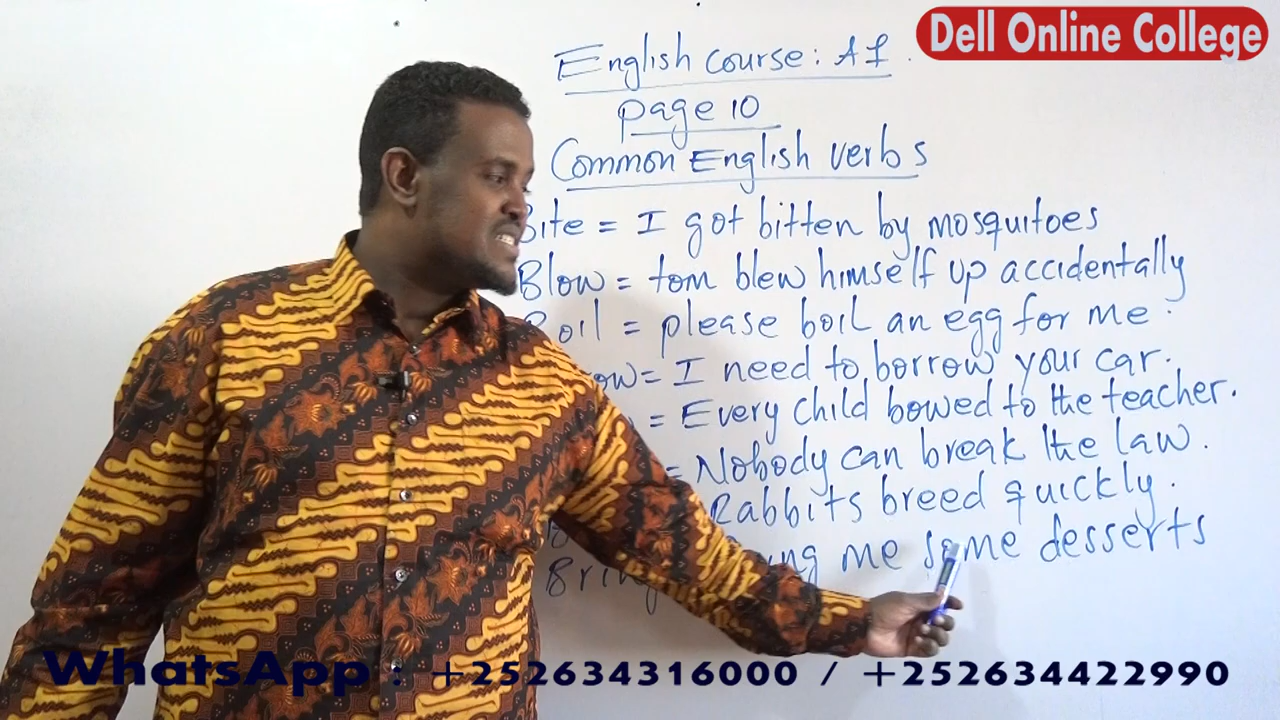 Dell Online College
English course: A1.
page 10
Common English verbs
Bite = I got bitten by mosquitoes
Blow = tom blew himself up accidentally
Boil = please boil an egg for me.
= I need to borrow your car.
= Every child bowed to the teacher.
= Nobody can break the law.
Rabbits breed quickly.
me some desserts
WhatsApp : +252634316000 / +252634422990